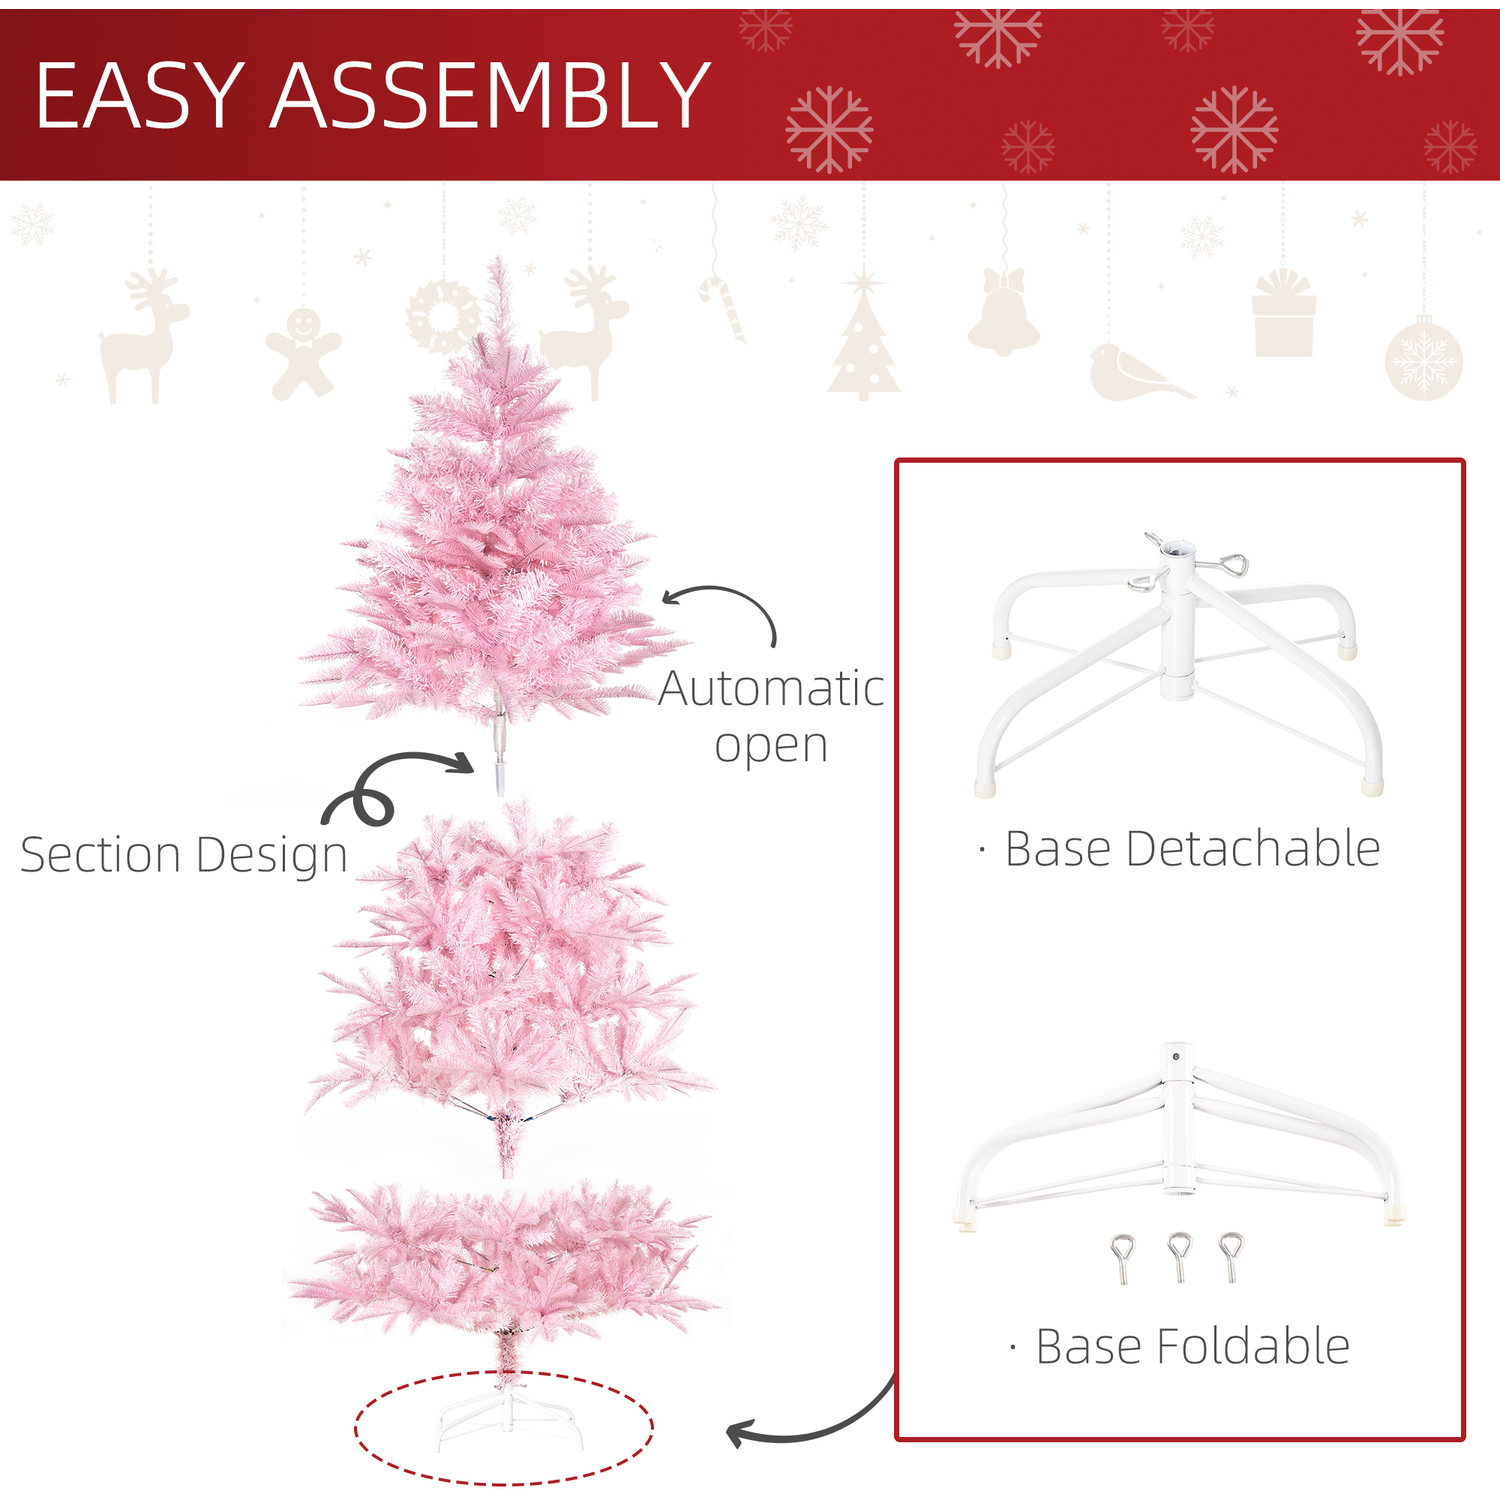 EASY ASSEMBLY
Automatic
open
Section Design
· Base Detachable
· Base Foldable